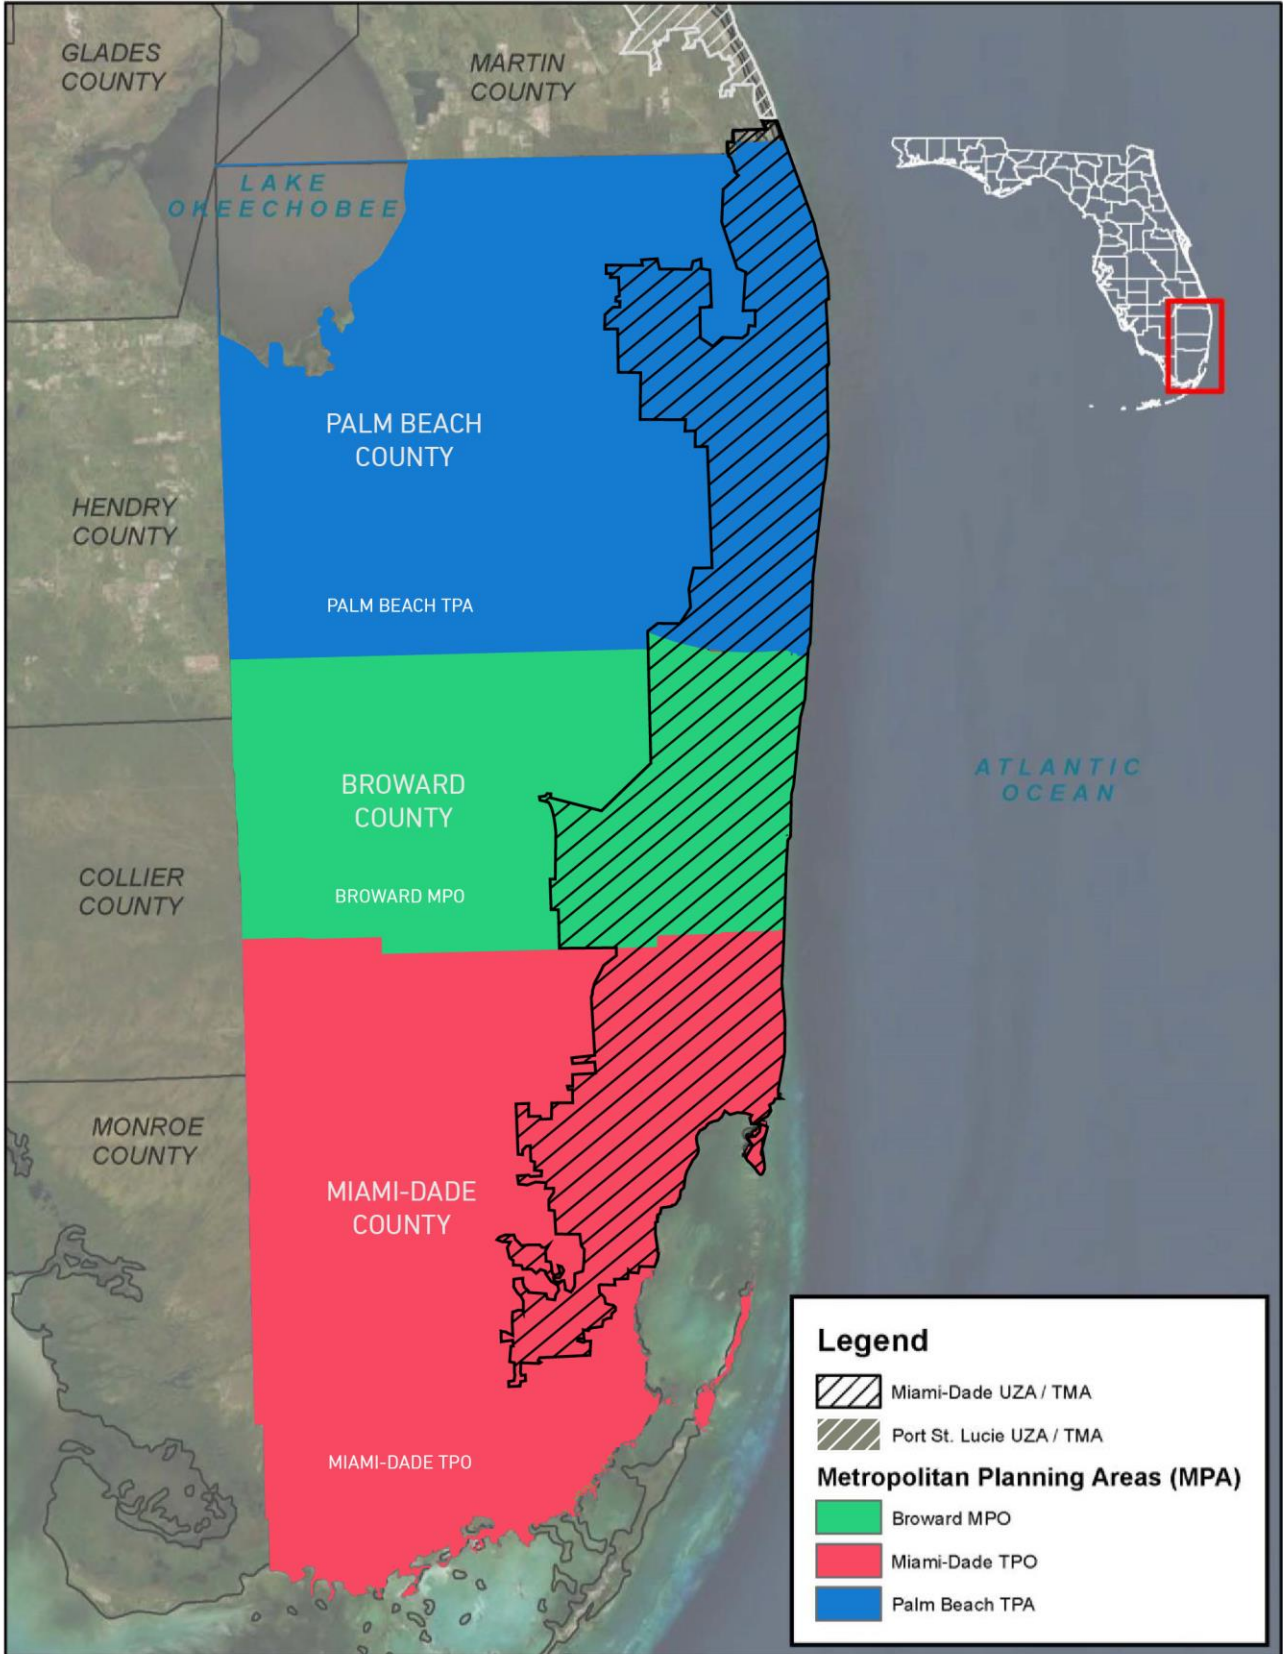 GLADES
COUNTY
MARTIN
COUNTY
LAKE
OKEECHOBEE
PALM BEACH
COUNTY
HENDRY
COUNTY
PALM BEACH TPA
BROWARD
COUNTY
ATLANTIC
OCEAN
COLLIER
COUNTY
BROWARD MPO
MONROE
COUNTY
MIAMI-DADE
COUNTY
MIAMI-DADE TPO
Legend
Miami-Dade UZA / TMA
Port St. Lucie UZA / TMA
Metropolitan Planning Areas (MPA)
Broward MPO
Miami-Dade TPO
Palm Beach TPA